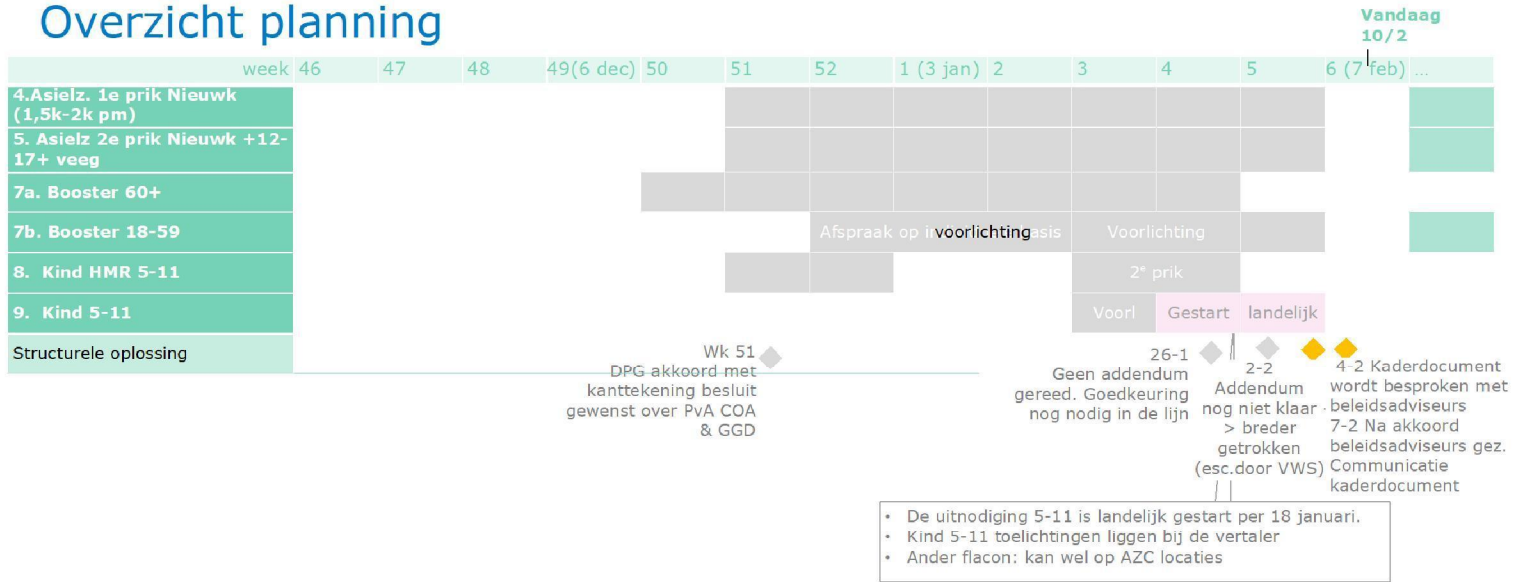 Overzicht planning
Vandaag
10/2
week 46 47 48 49(6 dec) 50 51 52 1 (3 jan) 2 3 4 5 6 (7 feb) ...
4.Asielz. 1e prik Nieuwk
(1,5k-2k pm)
5. Asielz 2e prik Nieuwk +12-
17+ veeg
7a. Booster 60+
7b. Booster 18-59
Afspraak op voorlichting asis
Voorlichting
8. Kind HMR 5-11
2e prik
9. Kind 5-11
Voorl
Gestart landelijk
Structurele oplossing
Wk 51
DPG akkoord met
kanttekening besluit
gewenst over PvA COA
& GGD
26-1
Geen addendum
gereed. Goedkeuring
nog nodig in de lijn
2-2
Addendum
nog niet klaar
> breder
getrokken
(esc.door VWS)
4-2 Kaderdocument
wordt besproken met
beleidsadviseurs
7-2 Na akkoord
beleidsadviseurs gez.
Communicatie
kaderdocument
• De uitnodiging 5-11 is landelijk gestart per 18 januari.
• Kind 5-11 toelichtingen liggen bij de vertaler
• Ander flacon: kan wel op AZC locaties